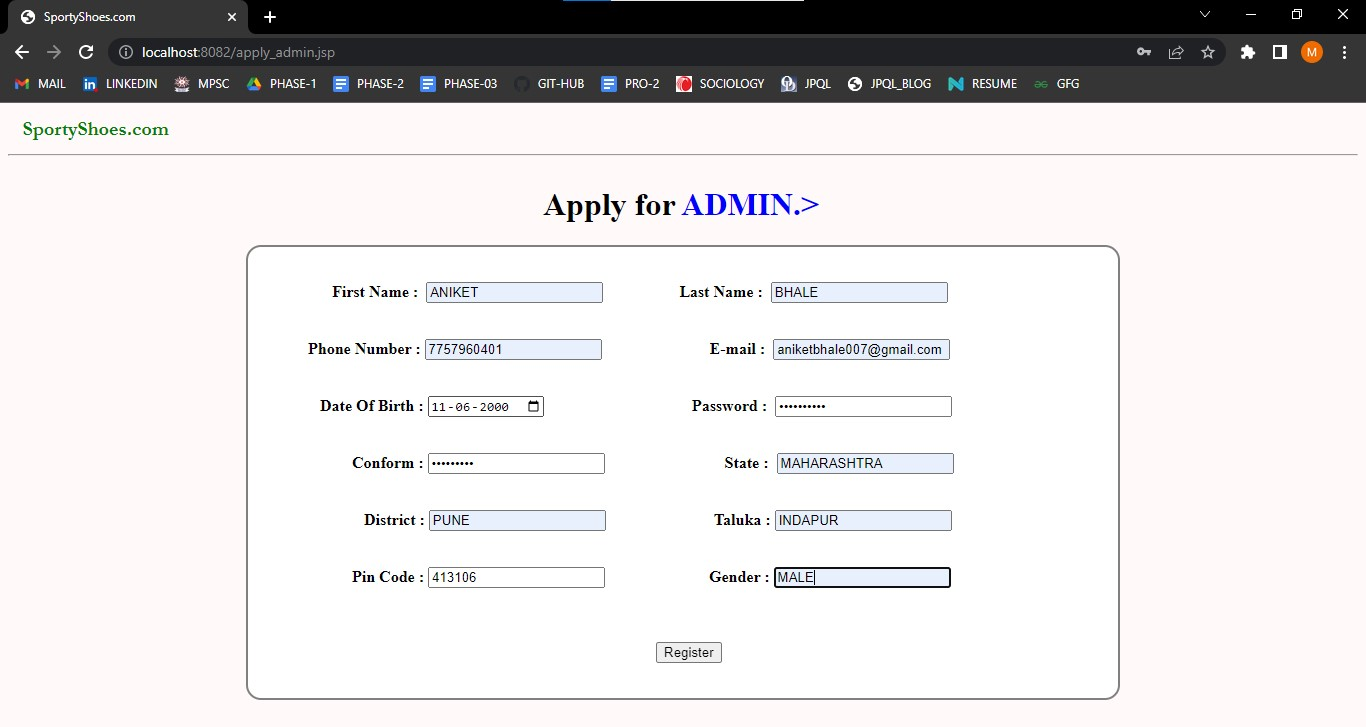 SportyShoes.com
localhost:8082/apply_admin.jsp
M
MAIL LINKEDIN MPSC PHASE-1 PHASE-2 PHASE-03 GIT-HUB PRO-2 SOCIOLOGY JPQL JPQL_BLOG RESUME GFG
SportyShoes.com
Apply for ADMIN.>
First Name : ANIKET Last Name : BHALE
Phone Number : 7757960401 E-mail : aniketbhale007@gmail.com
Date Of Birth : 11-06-2000 Password : ••••••••••
Conform : ••••••••• State : MAHARASHTRA
District : PUNE Taluka : INDAPUR
Pin Code : 413106 Gender : MALE
Register